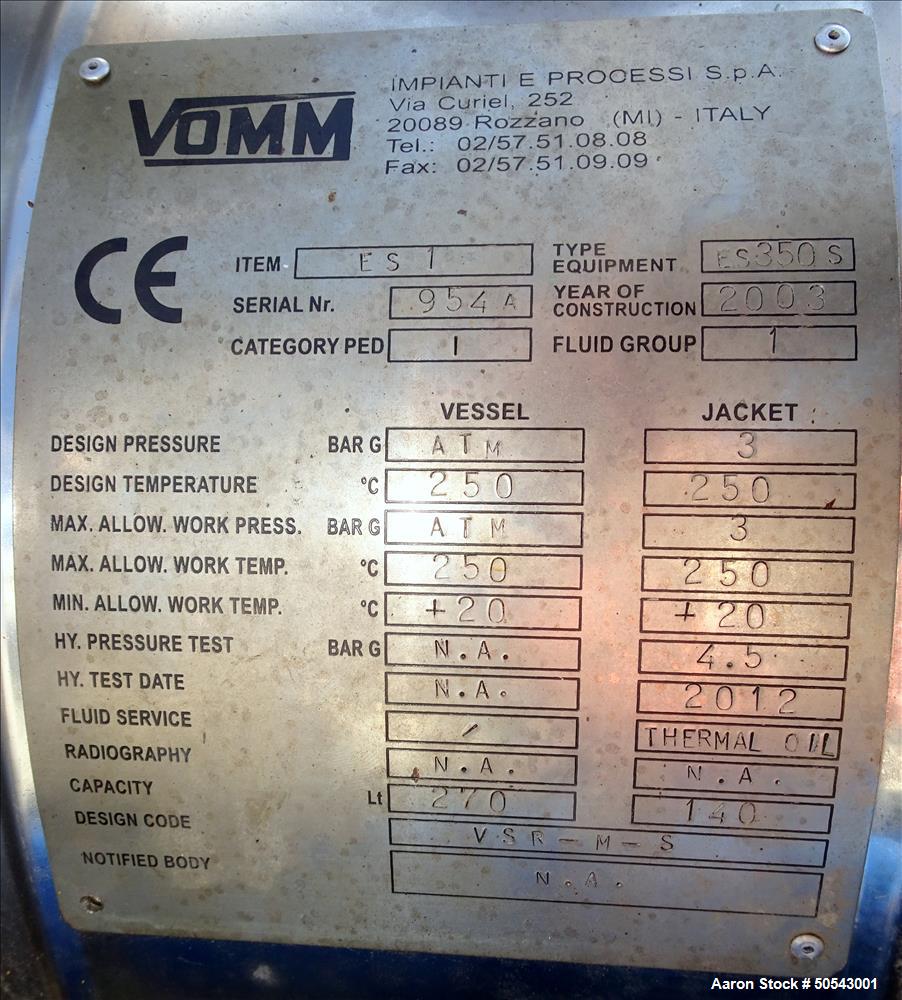 VOMM
IMPIANTI E PROCESSI S.p.A.
Via Curiel, 252
20089 Rozzano (MI) - ITALY
Tel.: 02/57.51.08.08
Fax: 02/57.51.09.09
CE
ITEM ES1 TYPE EQUIPMENT ES350S
SERIAL Nr. 954A YEAR OF CONSTRUCTION 2003
CATEGORY PED I FLUID GROUP 1
VESSEL JACKET
DESIGN PRESSURE BAR G ATM 3
DESIGN TEMPERATURE °C 250 250
MAX. ALLOW. WORK PRESS. BAR G ATM 3
MAX. ALLOW. WORK TEMP. °C 250 250
MIN. ALLOW. WORK TEMP. °C +20 +20
HY. PRESSURE TEST BAR G N.A. 4.5
HY. TEST DATE N.A. 2012
FLUID SERVICE / THERMAL OIL
RADIOGRAPHY N.A. N.A.
CAPACITY Lt 270 140
DESIGN CODE VSR-M-S
NOTIFIED BODY N.A.
Aaron Stock # 50543001